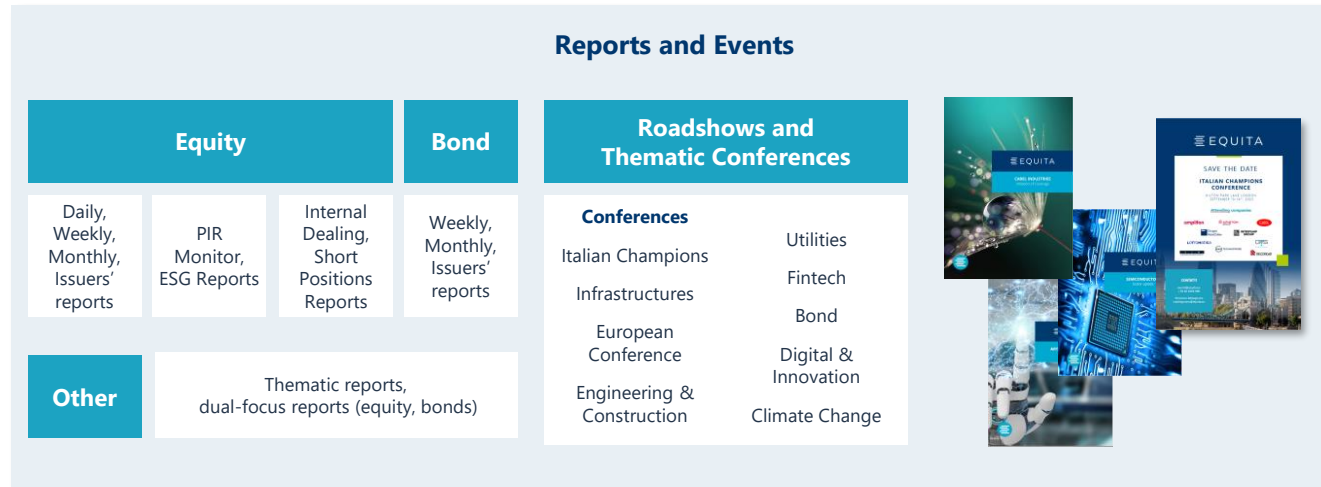 Reports and Events
Equity
Bond
Roadshows and
Thematic Conferences
Daily,
Weekly,
Monthly,
Issuers’
reports
PIR
Monitor,
ESG Reports
Internal
Dealing,
Short
Positions
Reports
Weekly,
Monthly,
Issuers’
reports
Other
Thematic reports,
dual-focus reports (equity, bonds)
Conferences
Italian Champions
Infrastructures
European
Conference
Engineering &
Construction
Utilities
Fintech
Bond
Digital &
Innovation
Climate Change
EQUITA
CAREL INDUSTRIES
EQUITA
SAVE THE DATE
ITALIAN CHAMPIONS
CONFERENCE